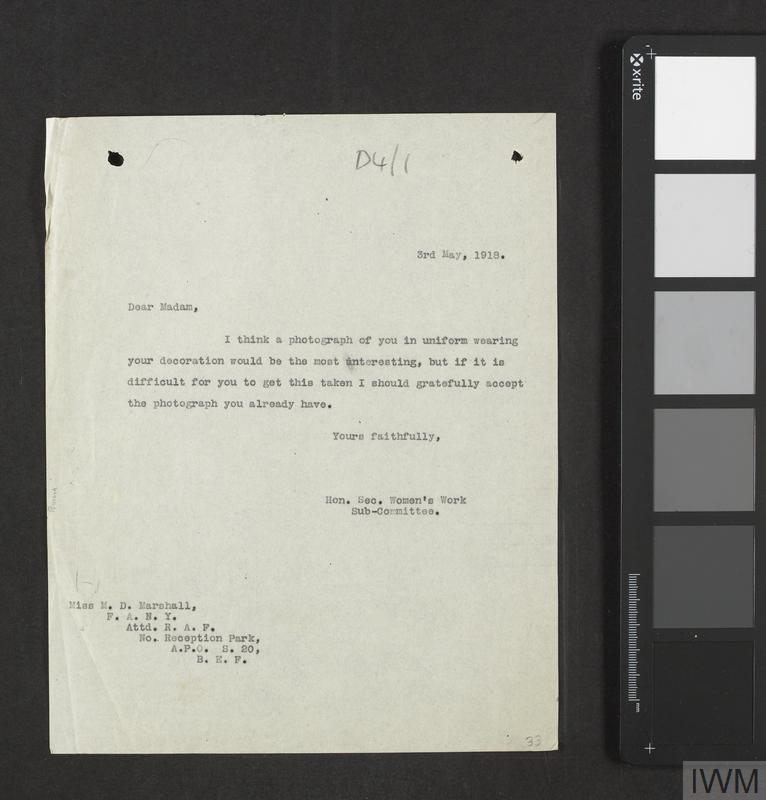 D4/1
3rd May, 1918.
Dear Madam,
I think a photograph of you in uniform wearing
your decoration would be the most interesting, but if it is
difficult for you to get this taken I should gratefully accept
the photograph you already have.
Yours faithfully,
Hon. Sec. Women's Work
Sub-Committee.
Miss M. D. Marshall,
F. A. N. Y.
Attd. R. A. F.
No. Reception Park,
A.P.O. S. 20,
B. E. F.
33
x-rite
mm
IWM